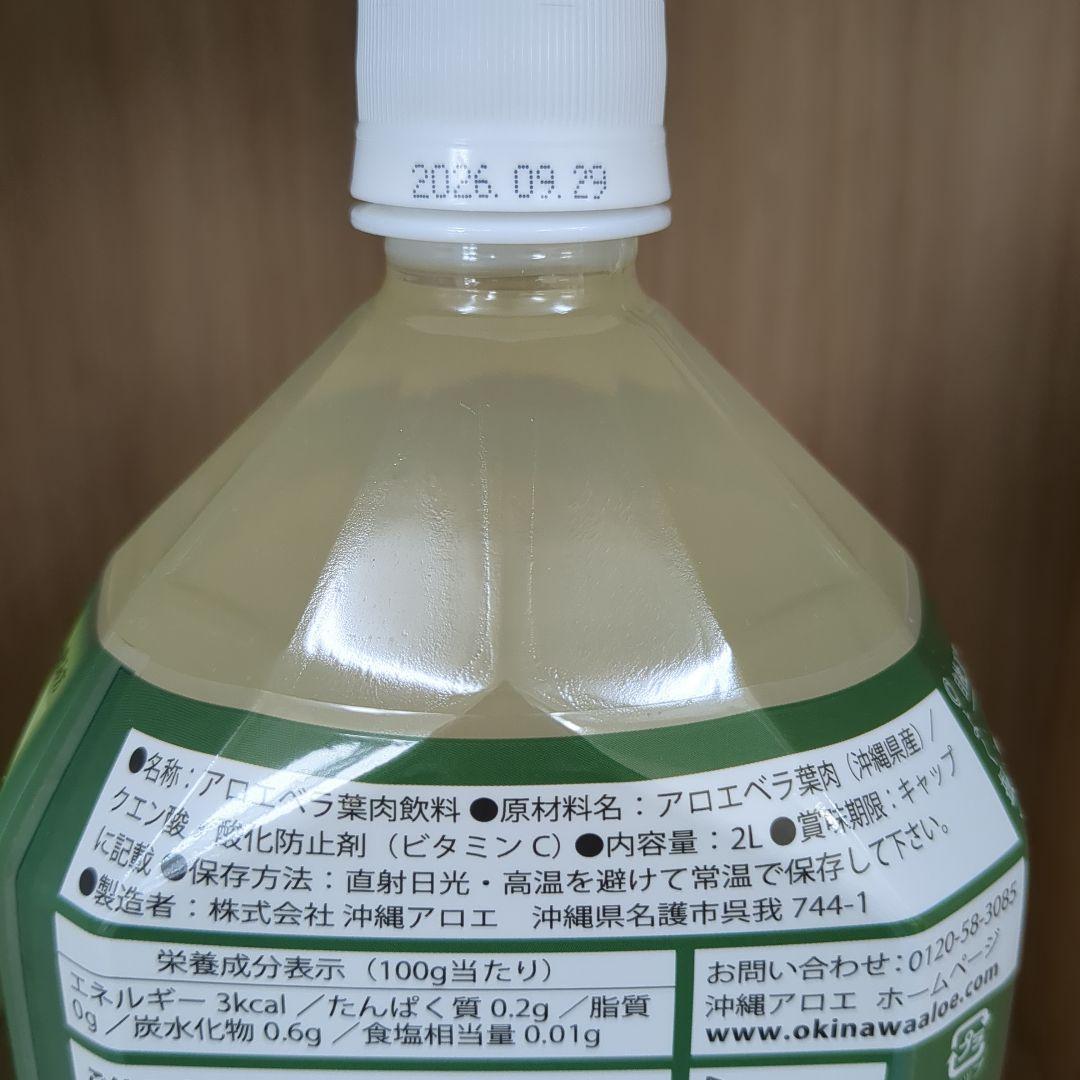 2026.09.29
●名称：アロエベラ葉肉飲料 ●原材料名：アロエベラ葉肉（沖縄県産）/
クエン酸、酸化防止剤（ビタミンC）●内容量：2L ●賞味期限：キャップ
に記載 ●保存方法：直射日光・高温を避けて常温で保存して下さい。
●製造者：株式会社 沖縄アロエ 沖縄県名護市呉我 744-1
栄養成分表示（100g当たり）
エネルギー 3kcal ／たんぱく質 0.2g ／脂質
0g ／炭水化物 0.6g ／食塩相当量 0.01g
お問い合わせ：0120-58-3085
沖縄アロエ ホームページ
www.okinawaaloe.com
プラ